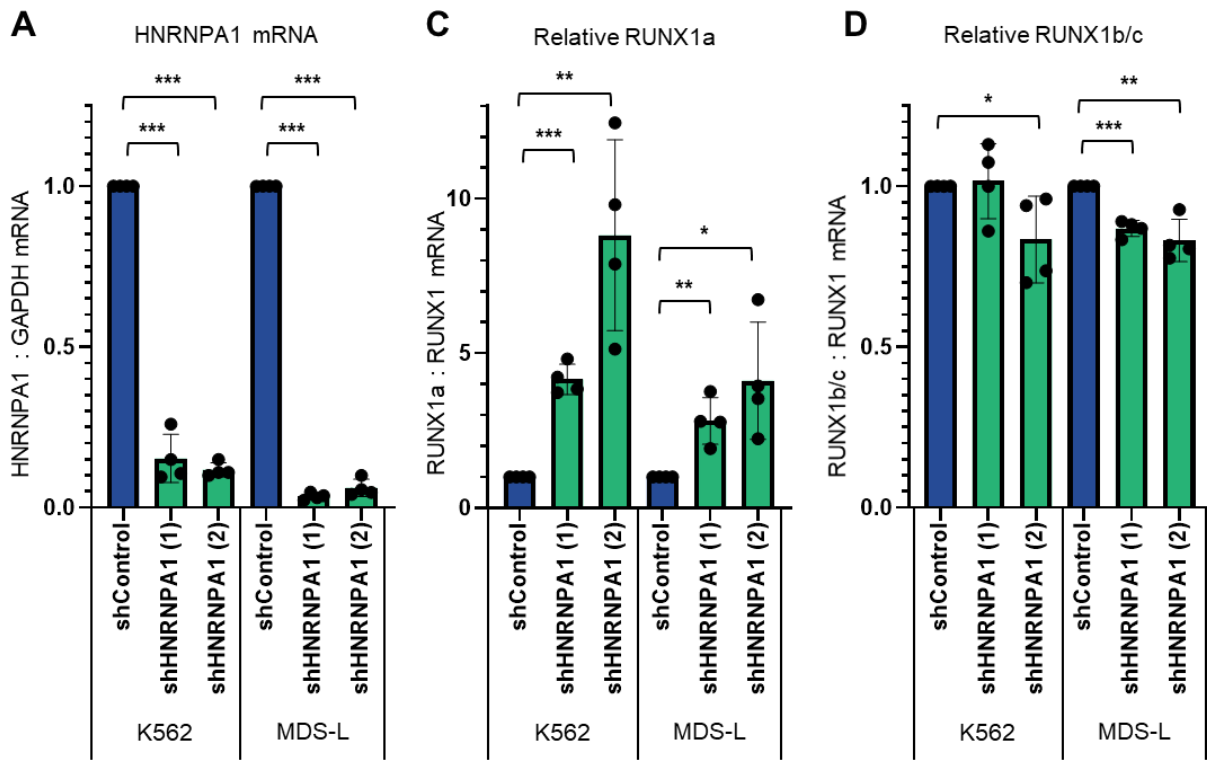 A
HNRNPA1 mRNA
HNRNPA1 : GAPDH mRNA
1.0
0.5
0.0
***
***
***
***
shControl
shHNRNPA1 (1)
shHNRNPA1 (2)
shControl
shHNRNPA1 (1)
shHNRNPA1 (2)
K562
MDS-L
C
Relative RUNX1a
RUNX1a : RUNX1 mRNA
10
5
0
**
***
*
**
shControl
shHNRNPA1 (1)
shHNRNPA1 (2)
shControl
shHNRNPA1 (1)
shHNRNPA1 (2)
K562
MDS-L
D
Relative RUNX1b/c
RUNX1b/c : RUNX1 mRNA
1.0
0.5
0.0
*
**
***
shControl
shHNRNPA1 (1)
shHNRNPA1 (2)
shControl
shHNRNPA1 (1)
shHNRNPA1 (2)
K562
MDS-L